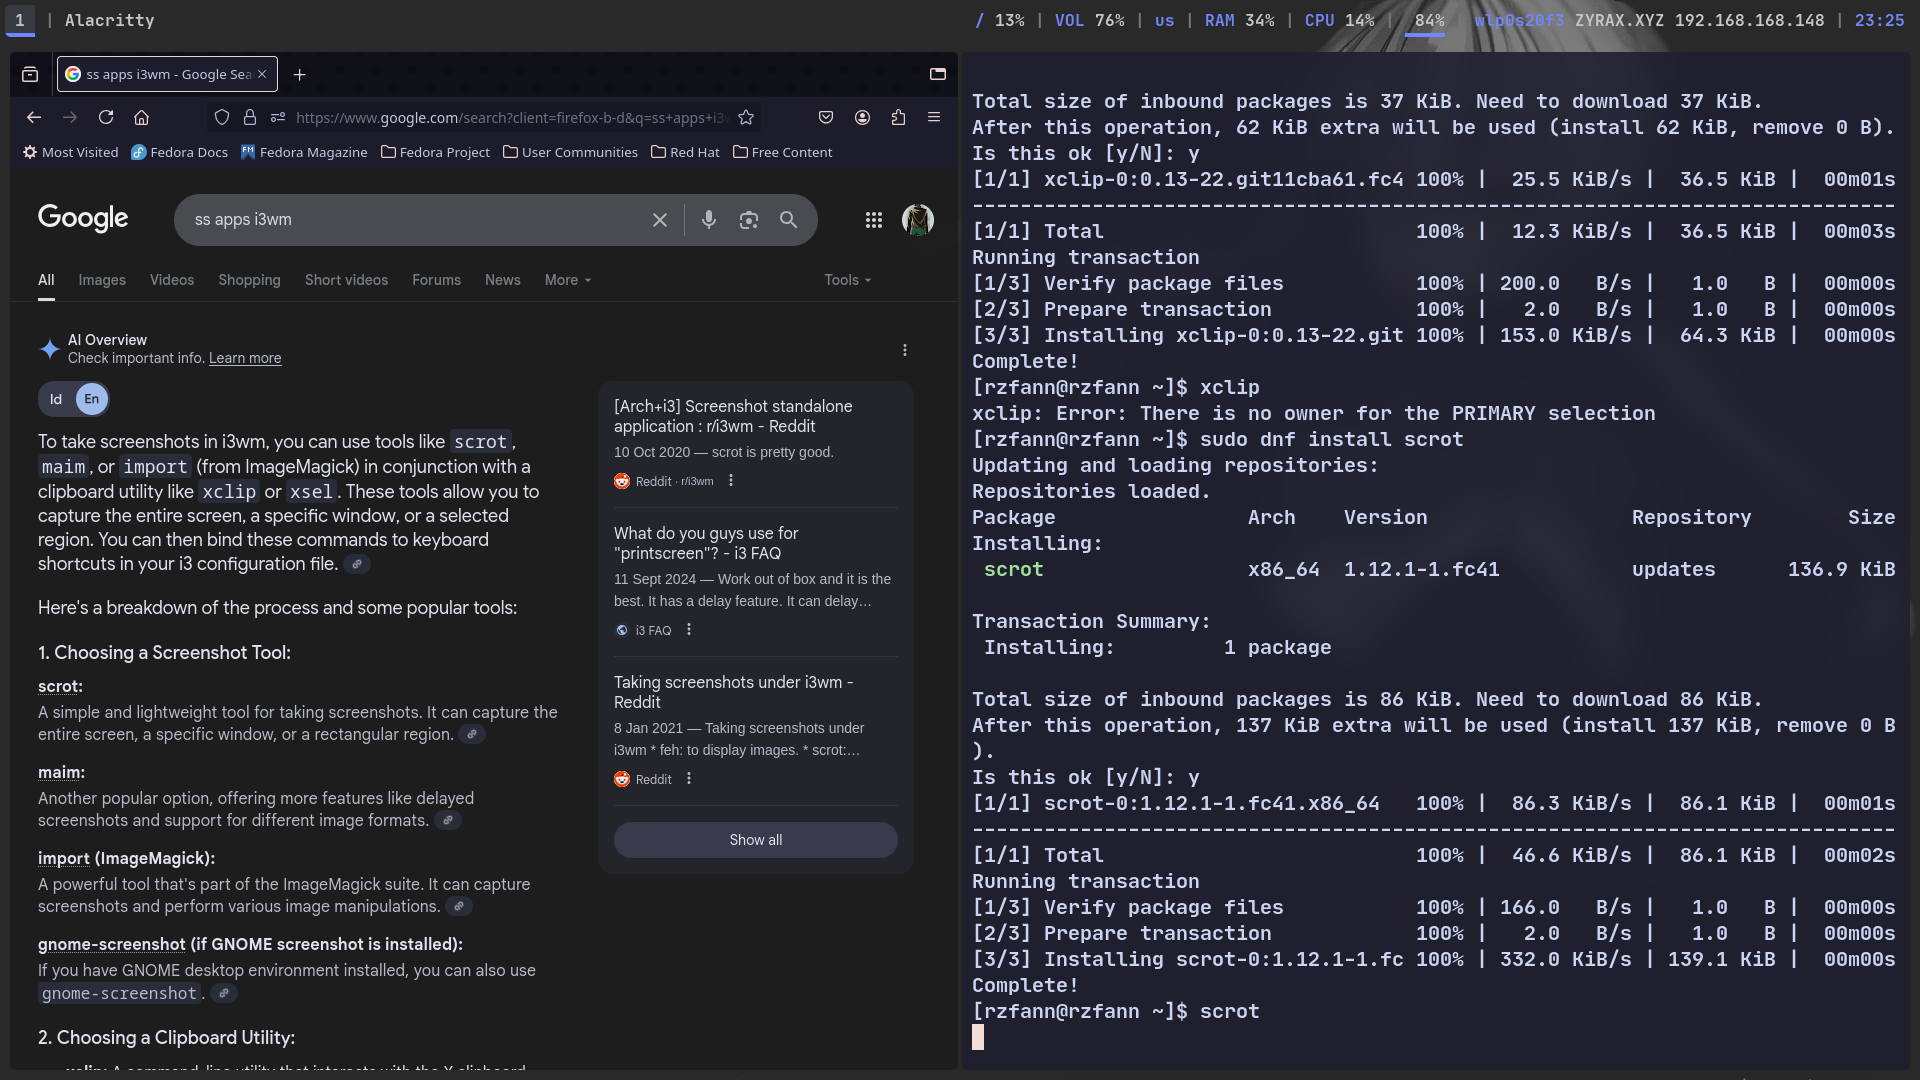 1 | Alacritty
/ 13% | VOL 76% | us | RAM 34% | CPU 14% | 84% | wlp0s20f3 ZYRAX.XYZ 192.168.168.148 | 23:25
ss apps i3wm - Google Sea
https://www.google.com/search?client=firefox-b-d&q=ss+apps+i3w
Most Visited Fedora Docs Fedora Magazine Fedora Project User Communities Red Hat Free Content
Google
ss apps i3wm
All Images Videos Shopping Short videos Forums News More Tools
AI Overview
Check important info. Learn more
Id En
To take screenshots in i3wm, you can use tools like scrot,
maim, or import (from ImageMagick) in conjunction with a
clipboard utility like xclip or xsel. These tools allow you to
capture the entire screen, a specific window, or a selected
region. You can then bind these commands to keyboard
shortcuts in your i3 configuration file.
Here's a breakdown of the process and some popular tools:
1. Choosing a Screenshot Tool:
scrot:
A simple and lightweight tool for taking screenshots. It can capture the
entire screen, a specific window, or a rectangular region.
maim:
Another popular option, offering more features like delayed
screenshots and support for different image formats.
import (ImageMagick):
A powerful tool that's part of the ImageMagick suite. It can capture
screenshots and perform various image manipulations.
gnome-screenshot (if GNOME screenshot is installed):
If you have GNOME desktop environment installed, you can also use
gnome-screenshot.
2. Choosing a Clipboard Utility:
xclip: A command-line utility that interacts with the X clipboard
[Arch+i3] Screenshot standalone
application : r/i3wm - Reddit
10 Oct 2020 — scrot is pretty good.
Reddit · r/i3wm
What do you guys use for
"printscreen"? - i3 FAQ
11 Sept 2024 — Work out of box and it is the
best. It has a delay feature. It can delay…
i3 FAQ
Taking screenshots under i3wm -
Reddit
8 Jan 2021 — Taking screenshots under
i3wm * feh: to display images. * scrot:…
Reddit
Show all
Total size of inbound packages is 37 KiB. Need to download 37 KiB.
After this operation, 62 KiB extra will be used (install 62 KiB, remove 0 B).
Is this ok [y/N]: y
[1/1] xclip-0:0.13-22.git11cba61.fc4 100% |  25.5 KiB/s |  36.5 KiB |  00m01s
-----------------------------------------------------------------------------
[1/1] Total                          100% |  12.3 KiB/s |  36.5 KiB |  00m03s
Running transaction
[1/3] Verify package files           100% | 200.0   B/s |   1.0   B |  00m00s
[2/3] Prepare transaction            100% |   2.0   B/s |   1.0   B |  00m00s
[3/3] Installing xclip-0:0.13-22.git 100% | 153.0 KiB/s |  64.3 KiB |  00m00s
Complete!
[rzfann@rzfann ~]$ xclip
xclip: Error: There is no owner for the PRIMARY selection
[rzfann@rzfann ~]$ sudo dnf install scrot
Updating and loading repositories:
Repositories loaded.
Package                Arch    Version                 Repository        Size
Installing:
 scrot                 x86_64  1.12.1-1.fc41           updates      136.9 KiB
Transaction Summary:
 Installing:         1 package
Total size of inbound packages is 86 KiB. Need to download 86 KiB.
After this operation, 137 KiB extra will be used (install 137 KiB, remove 0 B
).
Is this ok [y/N]: y
[1/1] scrot-0:1.12.1-1.fc41.x86_64   100% |  86.3 KiB/s |  86.1 KiB |  00m01s
-----------------------------------------------------------------------------
[1/1] Total                          100% |  46.6 KiB/s |  86.1 KiB |  00m02s
Running transaction
[1/3] Verify package files           100% | 166.0   B/s |   1.0   B |  00m00s
[2/3] Prepare transaction            100% |   2.0   B/s |   1.0   B |  00m00s
[3/3] Installing scrot-0:1.12.1-1.fc 100% | 332.0 KiB/s | 139.1 KiB |  00m00s
Complete!
[rzfann@rzfann ~]$ scrot